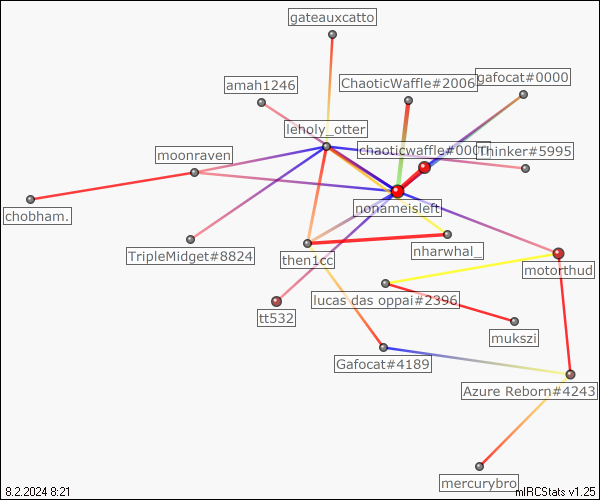 gateauxcatto
amah1246
ChaoticWaffle#2006
gafocat#0000
leholy_otter
chaoticwaffle#000
Thinker#5995
moonraven
chobham.
nonameisleft
TripleMidget#8824
then1cc
nharwhal_
motorthud
tt532
lucas das oppai#2396
mukszi
Gafocat#4189
Azure Reborn#4243
mercurybro
8.2.2024 8:21
mIRCStats v1.25